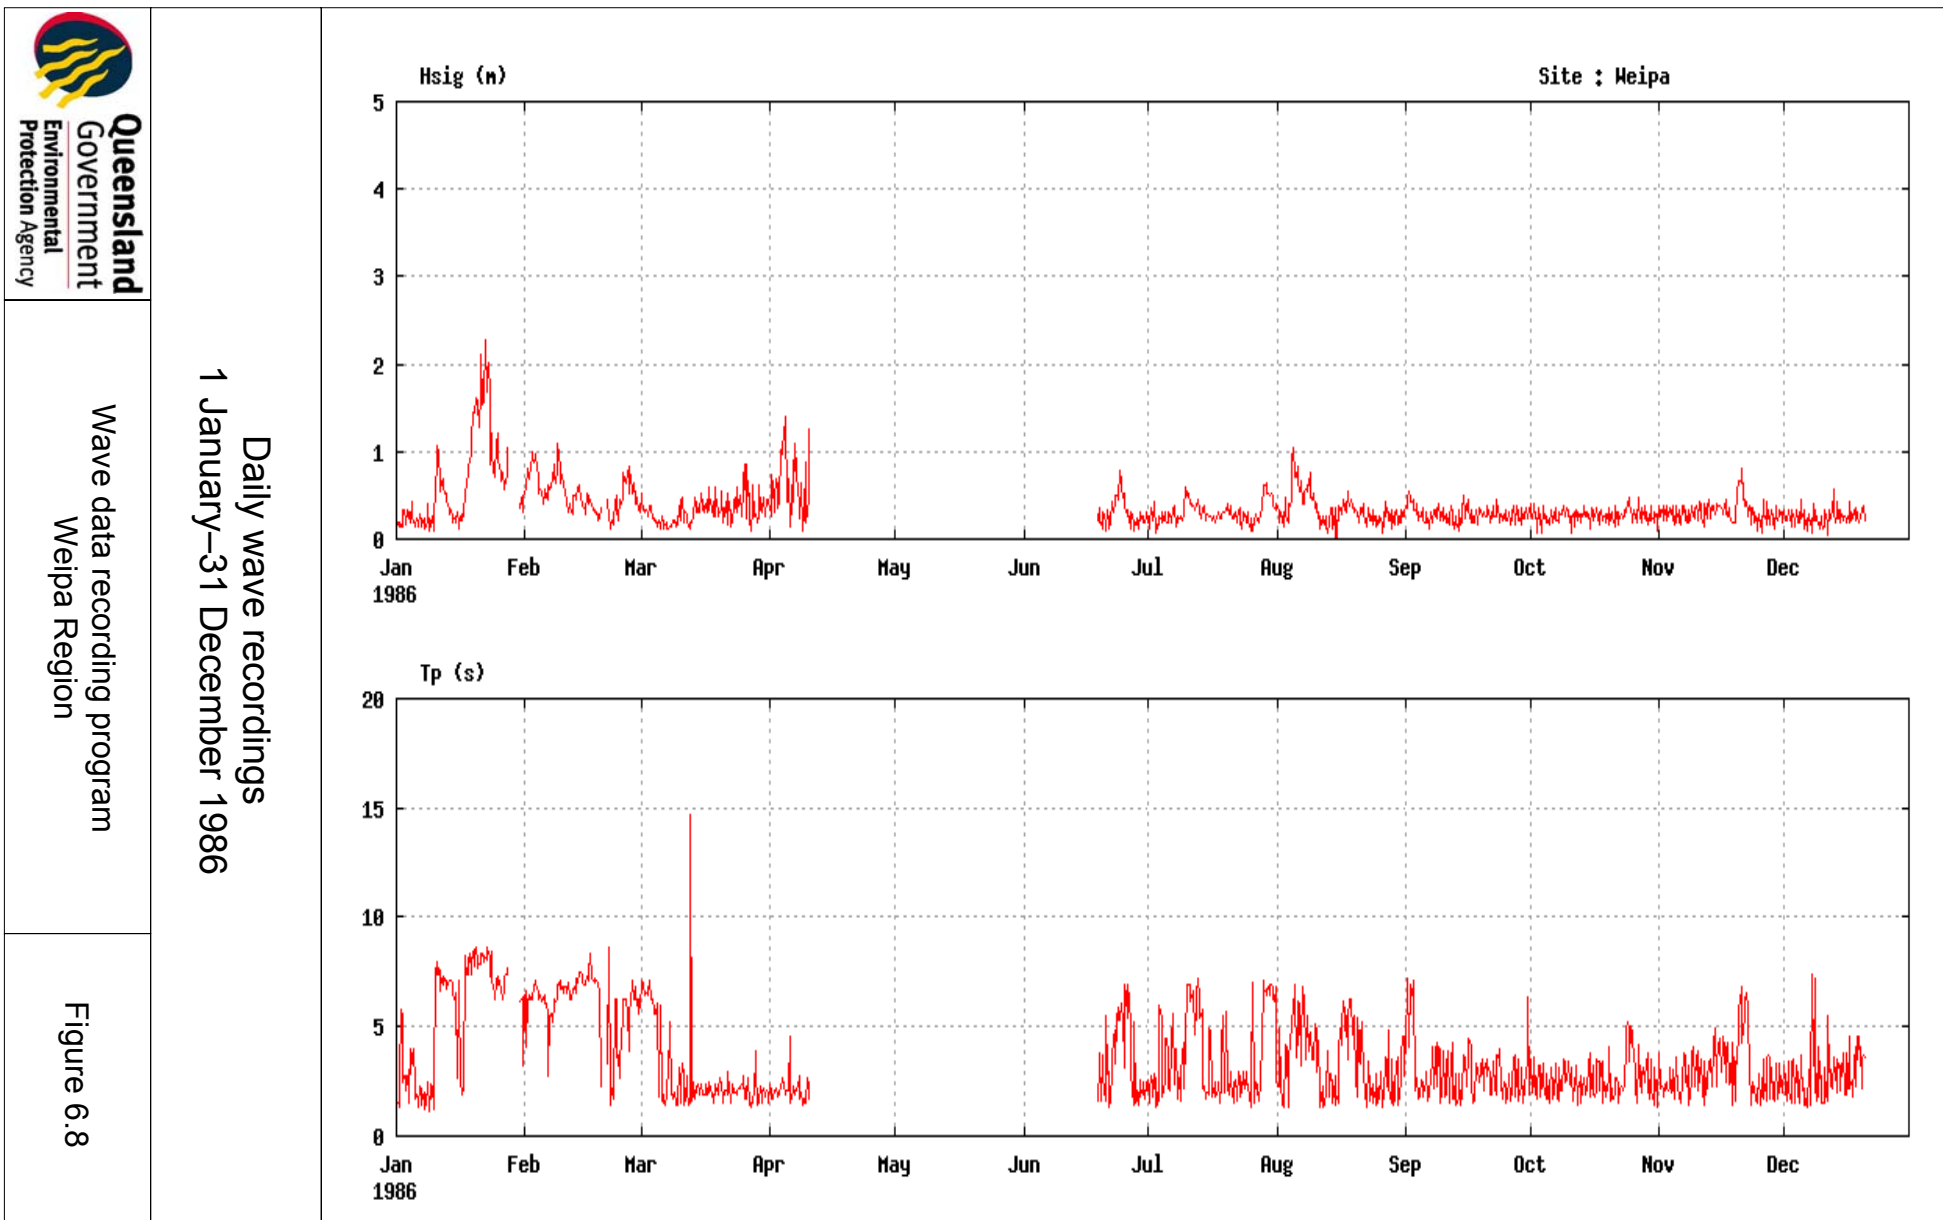 Queensland
Government
Environmental
Protection Agency
Wave data recording program
Weipa Region
Figure 6.8
Daily wave recordings
1 January–31 December 1986
Hsig (m)
Site : Weipa
5
4
3
2
1
0
Jan Feb Mar Apr May Jun Jul Aug Sep Oct Nov Dec
1986
Tp (s)
20
15
10
5
0
Jan Feb Mar Apr May Jun Jul Aug Sep Oct Nov Dec
1986